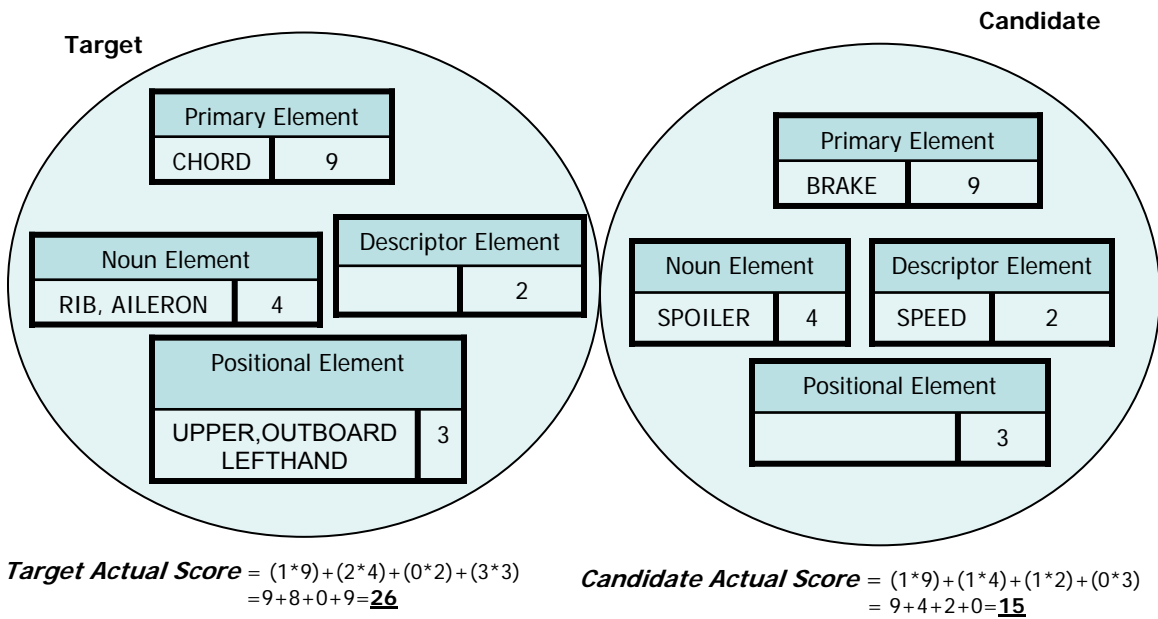 Target
Primary Element
CHORD 9
Noun Element
RIB, AILERON 4
Descriptor Element
2
Positional Element
UPPER,OUTBOARD 3
LEFTHAND
Target Actual Score = (1*9)+(2*4)+(0*2)+(3*3)
=9+8+0+9=26
Candidate
Primary Element
BRAKE 9
Noun Element
SPOILER 4
Descriptor Element
SPEED 2
Positional Element
3
Candidate Actual Score = (1*9)+(1*4)+(1*2)+(0*3)
= 9+4+2+0=15